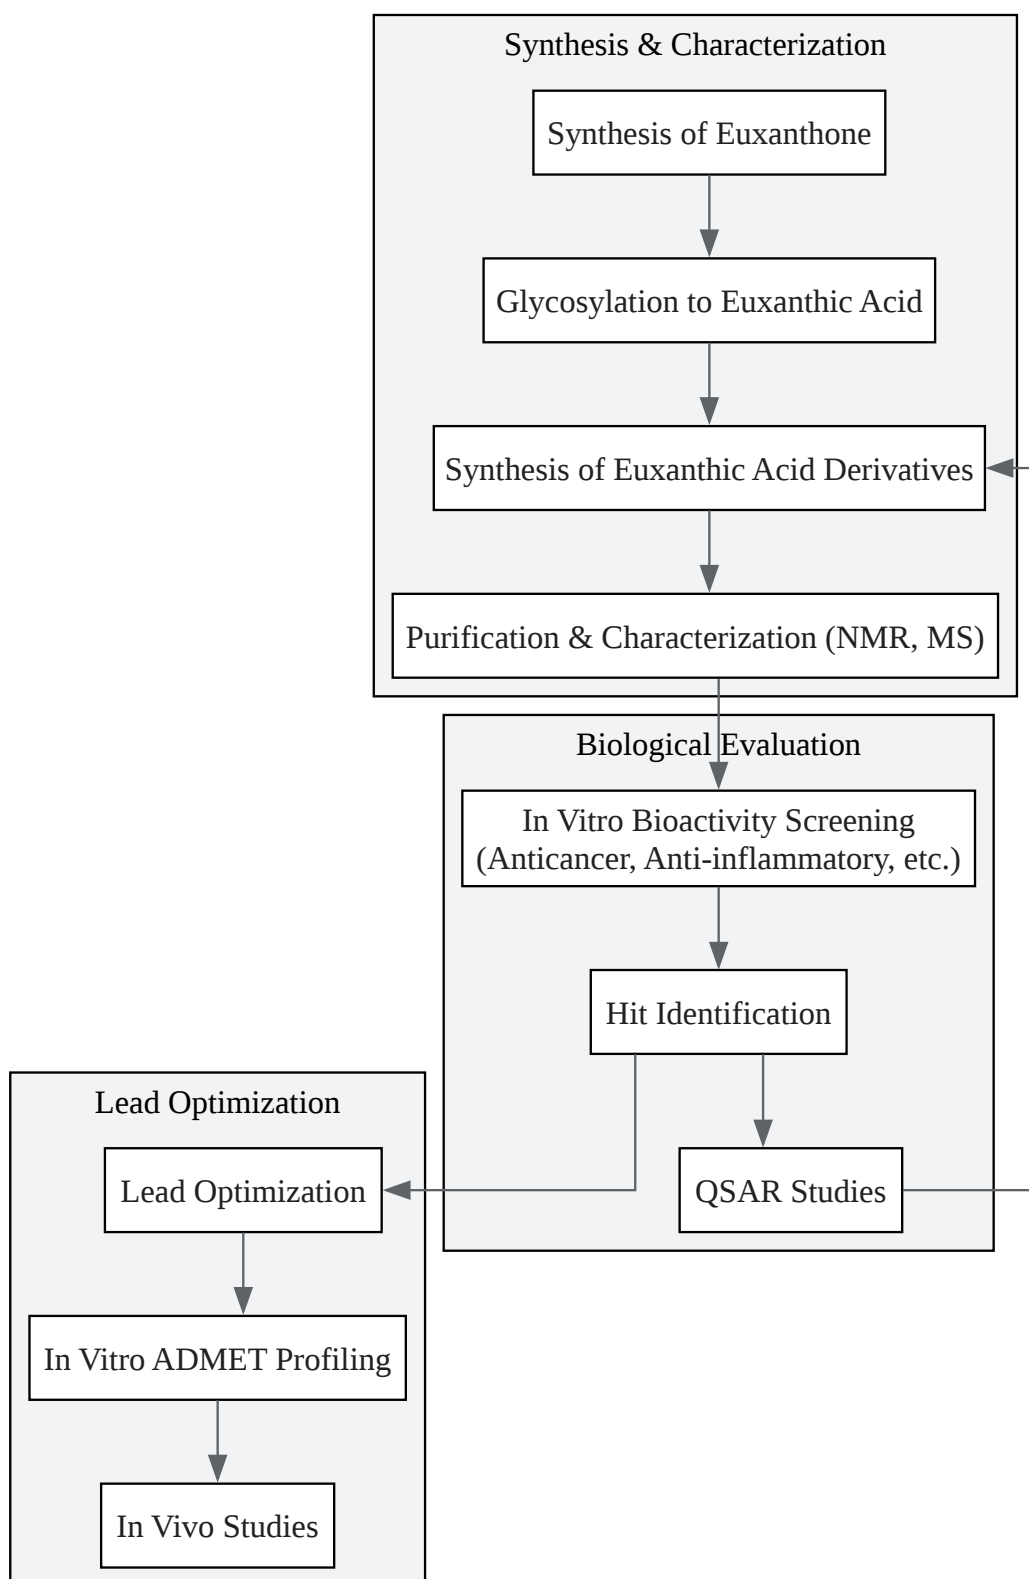 Synthesis & Characterization
Synthesis of Euxanthone
Glycosylation to Euxanthic Acid
Synthesis of Euxanthic Acid Derivatives
Purification & Characterization (NMR, MS)
Biological Evaluation
In Vitro Bioactivity Screening
(Anticancer, Anti-inflammatory, etc.)
Hit Identification
QSAR Studies
Lead Optimization
Lead Optimization
In Vitro ADMET Profiling
In Vivo Studies